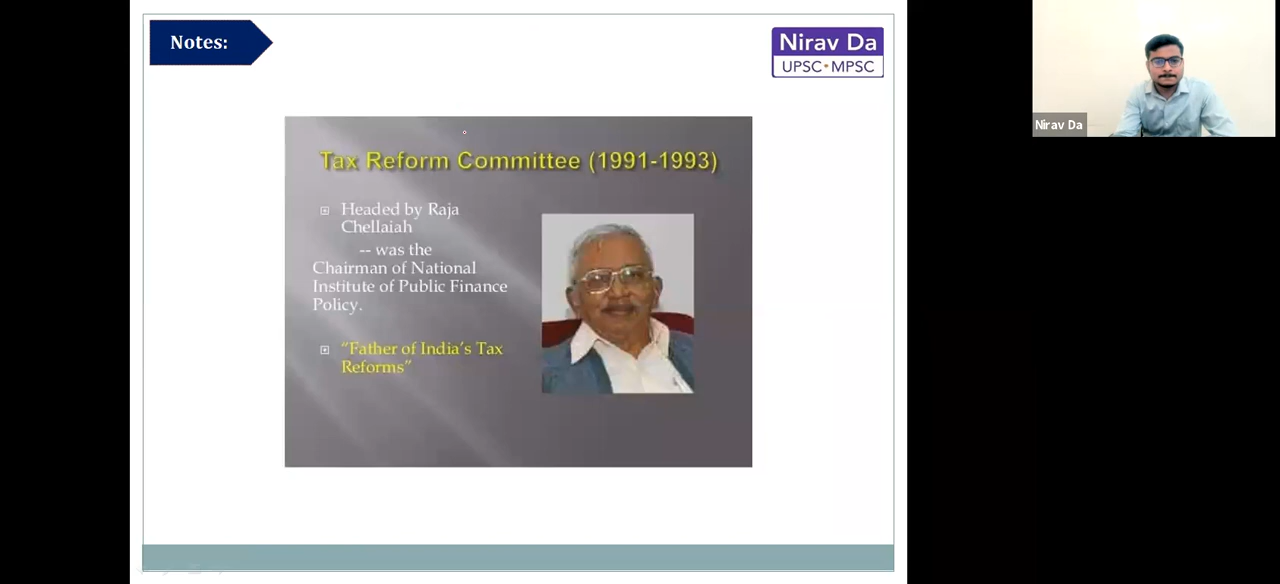 Notes:
Nirav Da
UPSC • MPSC
Tax Reform Committee (1991-1993)
Headed by Raja
Chellaiah
-- was the
Chairman of National
Institute of Public Finance
Policy.
“Father of India’s Tax
Reforms”
Nirav Da